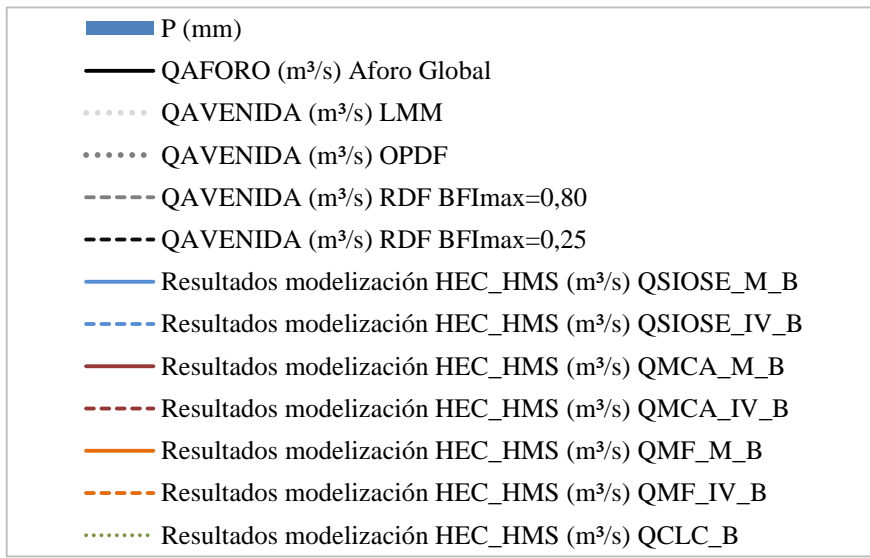 P (mm)
QAFORO (m³/s) Aforo Global
QAVENIDA (m³/s) LMM
QAVENIDA (m³/s) OPDF
QAVENIDA (m³/s) RDF BFImax=0,80
QAVENIDA (m³/s) RDF BFImax=0,25
Resultados modelización HEC_HMS (m³/s) QSIOSE_M_B
Resultados modelización HEC_HMS (m³/s) QSIOSE_IV_B
Resultados modelización HEC_HMS (m³/s) QMCA_M_B
Resultados modelización HEC_HMS (m³/s) QMCA_IV_B
Resultados modelización HEC_HMS (m³/s) QMF_M_B
Resultados modelización HEC_HMS (m³/s) QMF_IV_B
Resultados modelización HEC_HMS (m³/s) QCLC_B